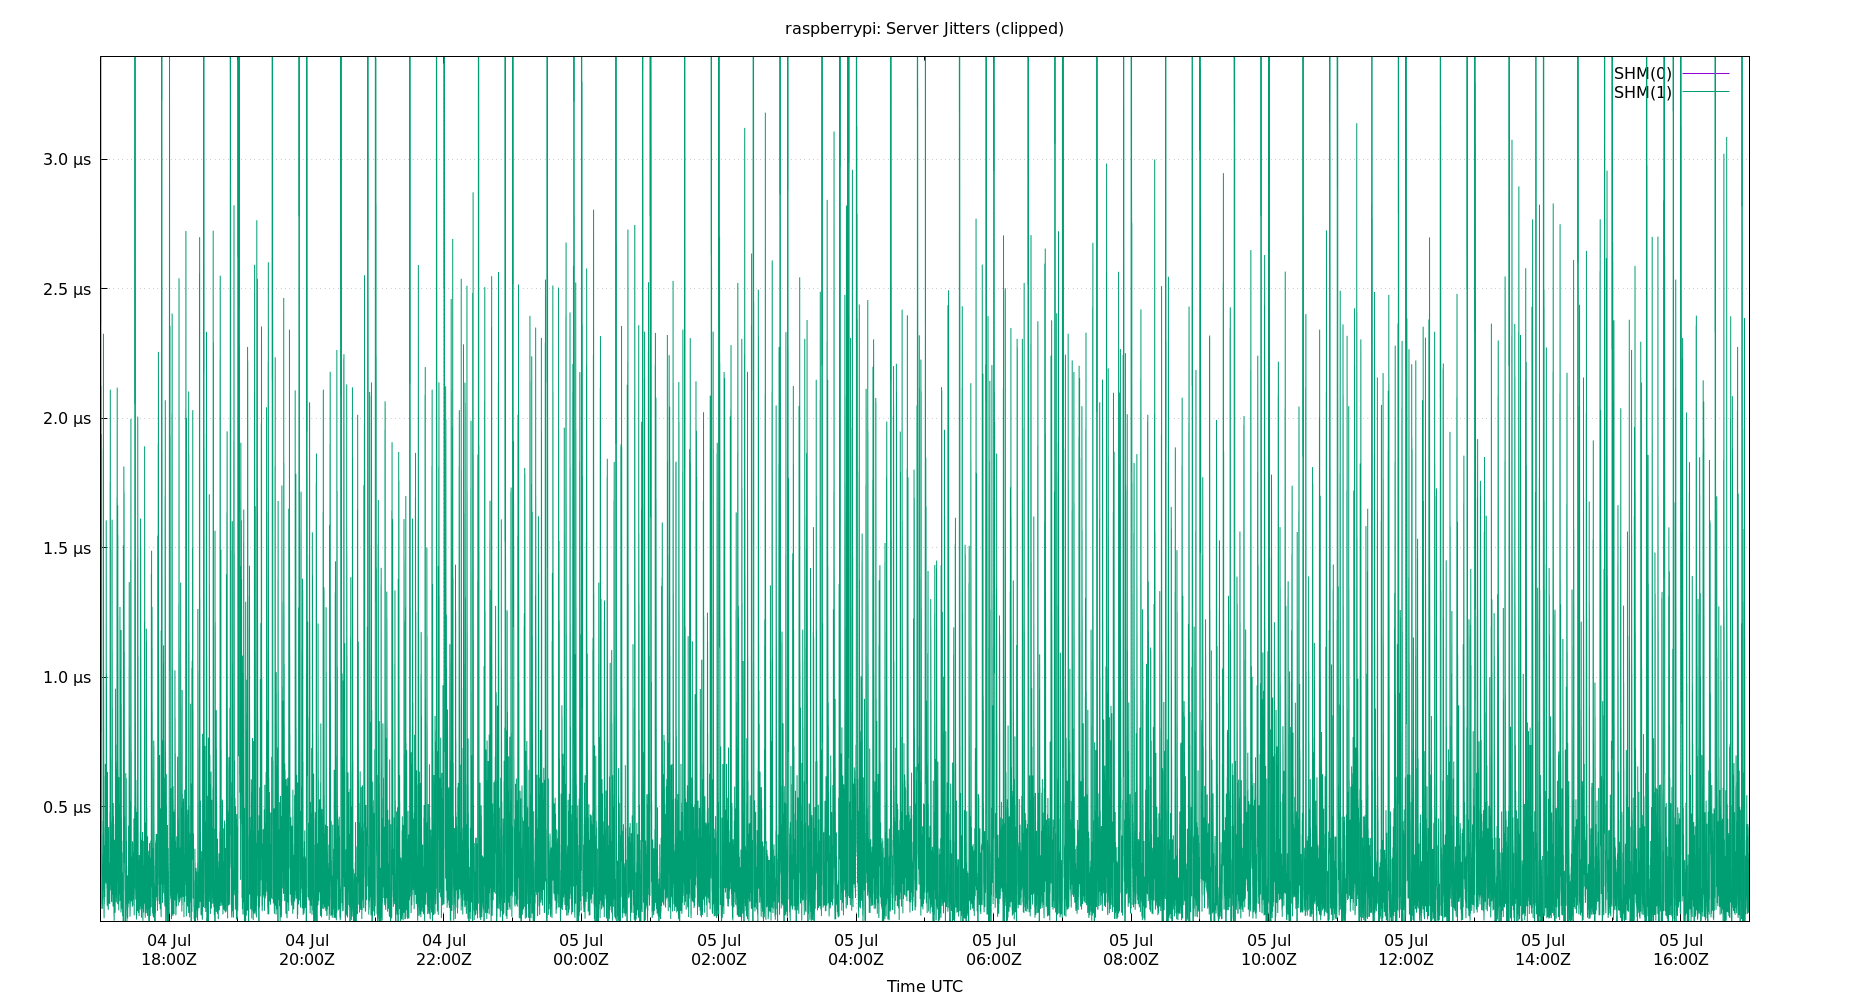 raspberrypi: Server Jitters (clipped)
SHM(0)
SHM(1)
3.0 µs
2.5 µs
2.0 µs
1.5 µs
1.0 µs
0.5 µs
04 Jul 04 Jul 04 Jul 05 Jul 05 Jul 05 Jul 05 Jul 05 Jul 05 Jul 05 Jul 05 Jul 05 Jul
18:00Z 20:00Z 22:00Z 00:00Z 02:00Z 04:00Z 06:00Z 08:00Z 10:00Z 12:00Z 14:00Z 16:00Z
Time UTC